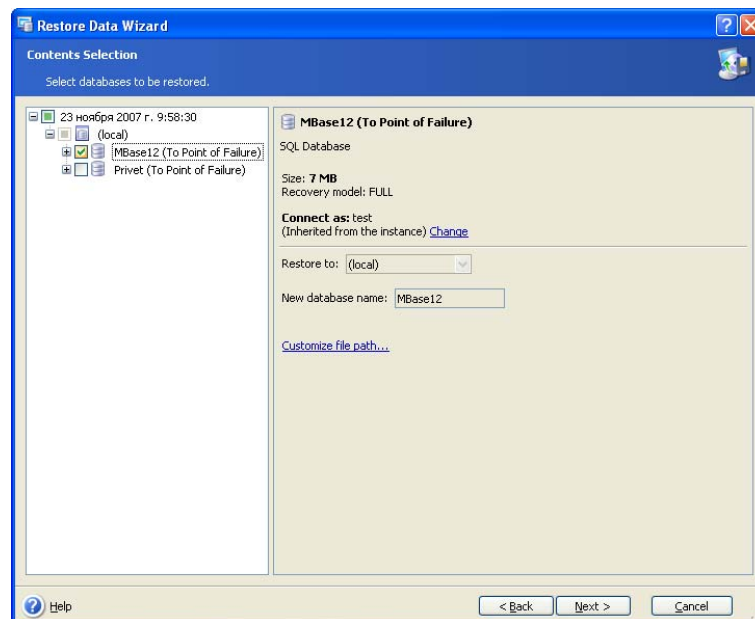 Restore Data Wizard
Contents Selection
Select databases to be restored.
23 ноября 2007 г. 9:58:30
(local)
MBase12 (To Point of Failure)
Privet (To Point of Failure)
MBase12 (To Point of Failure)
SQL Database
Size: 7 MB
Recovery model: FULL
Connect as: test
(Inherited from the instance) Change
Restore to: (local)
New database name: MBase12
Customize file path...
Help
< Back
Next >
Cancel